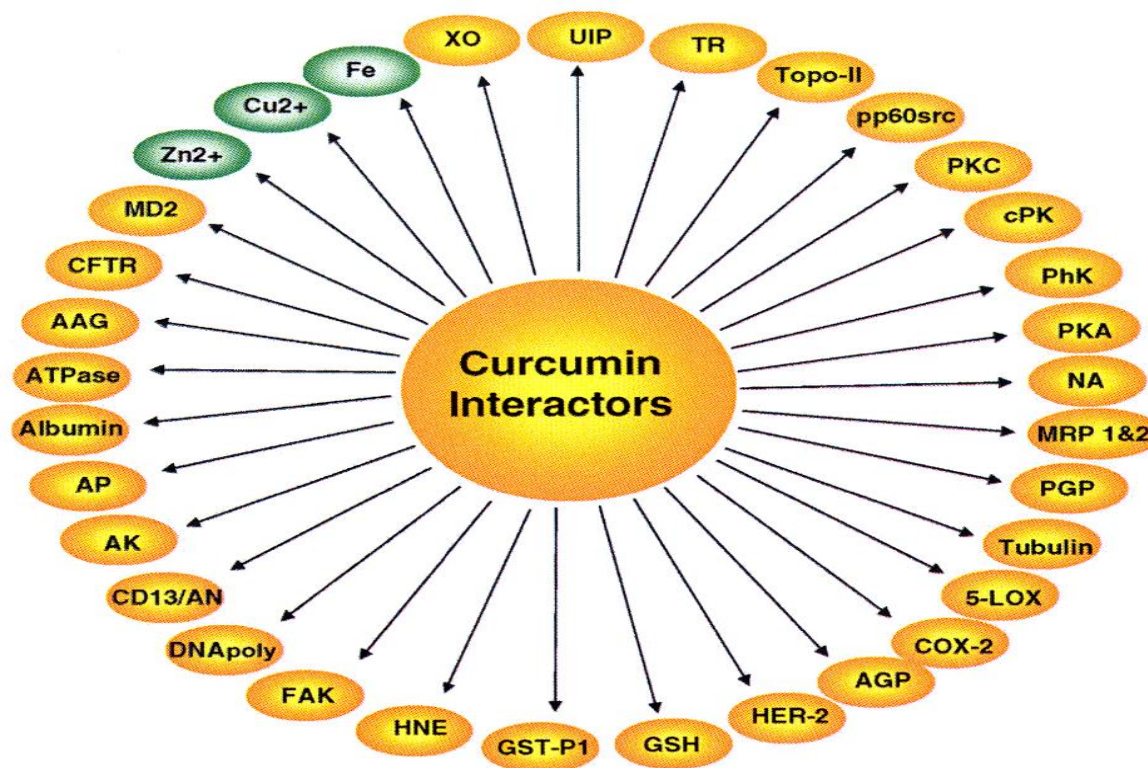 XO
UIP
TR
Topo-II
pp60src
PKC
cPK
PhK
PKA
NA
MRP 1&2
PGP
Tubulin
5-LOX
COX-2
AGP
HER-2
GSH
GST-P1
HNE
FAK
DNApoly
CD13/AN
AK
AP
Albumin
ATPase
AAG
CFTR
MD2
Zn2+
Cu2+
Fe
Curcumin
Interactors